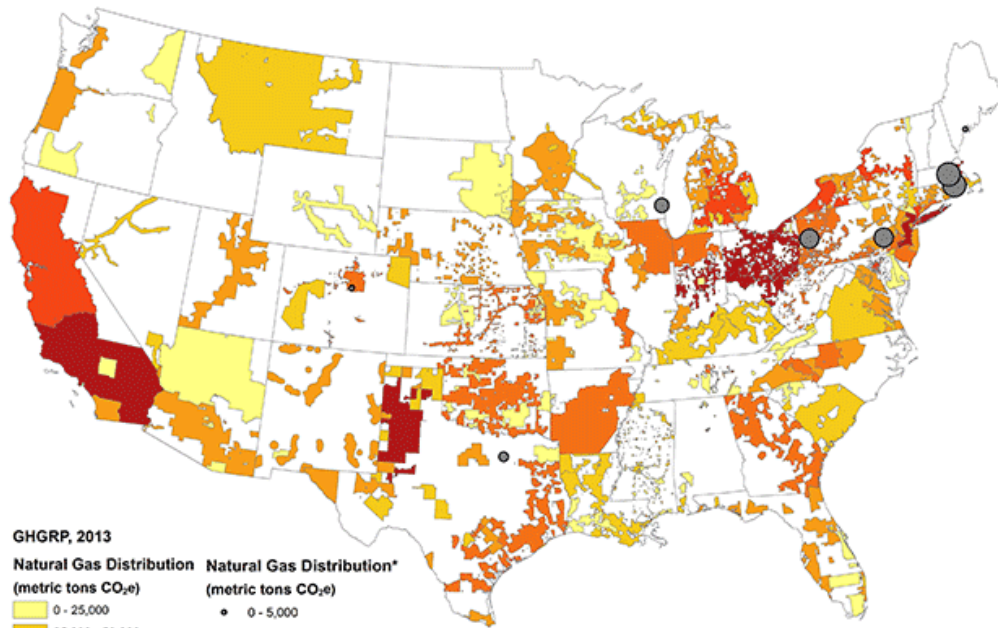 GHGRP, 2013
Natural Gas Distribution
(metric tons CO₂e)
0 - 25,000
Natural Gas Distribution*
(metric tons CO₂e)
0 - 5,000